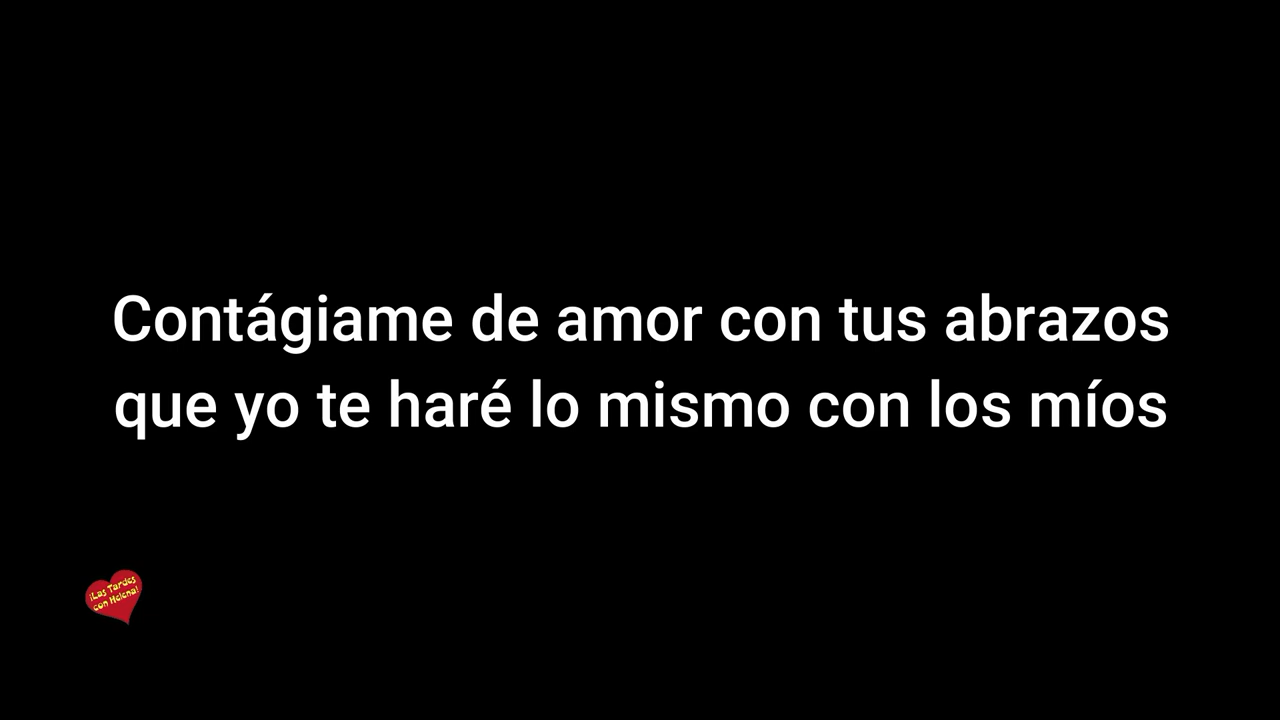 Contágiame de amor con tus abrazos
que yo te haré lo mismo con los míos
¡Las Tardes
con Helena!